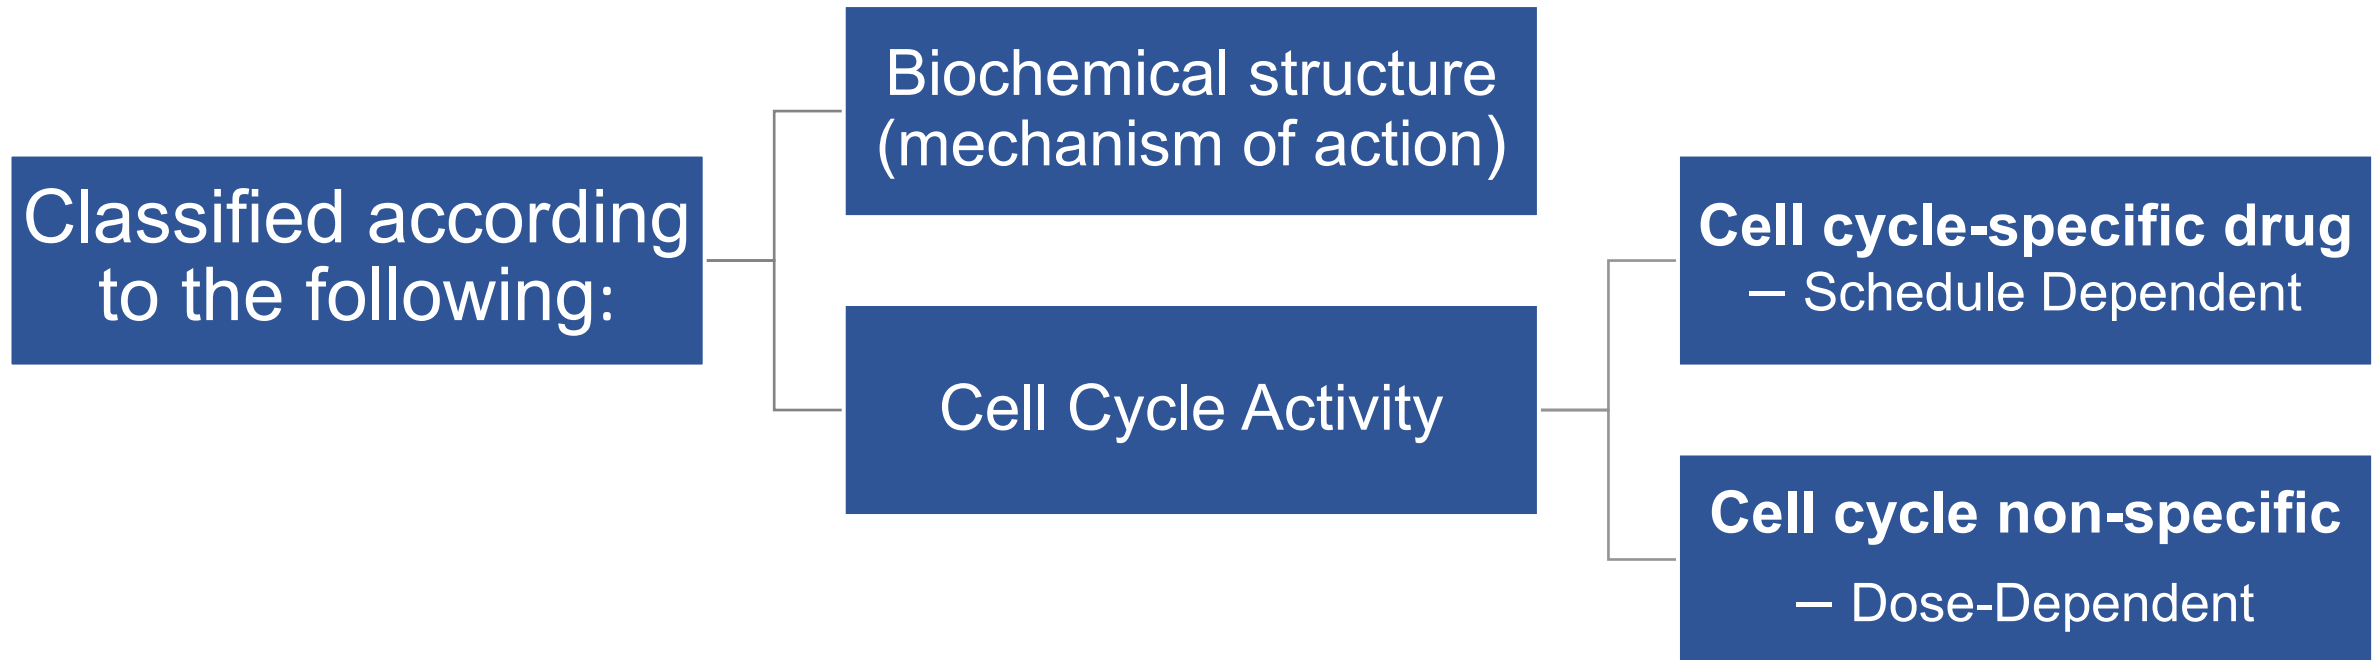 Classified according
to the following:
Biochemical structure
(mechanism of action)
Cell Cycle Activity
Cell cycle-specific drug
– Schedule Dependent
Cell cycle non-specific
– Dose-Dependent